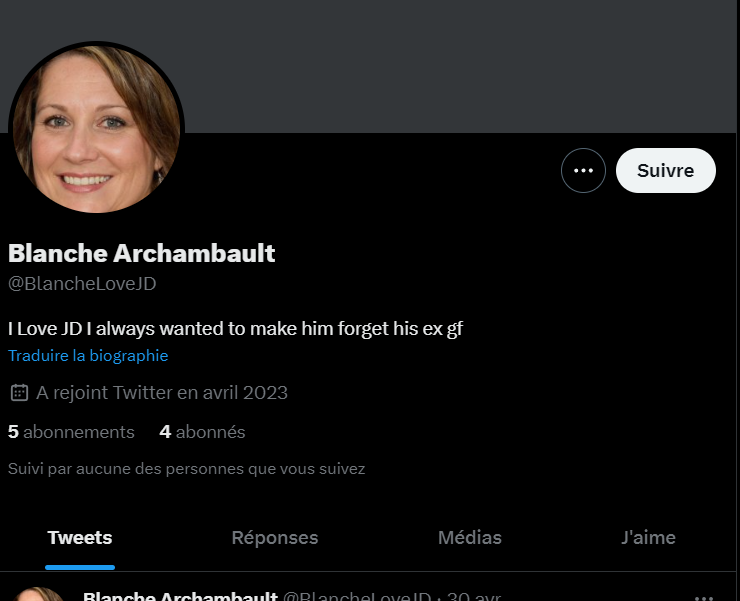 Suivre
Blanche Archambault
@BlancheLoveJD
I Love JD I always wanted to make him forget his ex gf
Traduire la biographie
A rejoint Twitter en avril 2023
5 abonnements 4 abonnés
Suivi par aucune des personnes que vous suivez
Tweets Réponses Médias J'aime
Blanche Archambault @BlancheLoveJD · 30 avr.